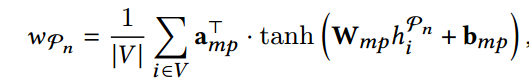 $w_{\mathcal{P}_n} = \frac{1}{|V|} \sum_{i \in V} \mathbf{a}_{mp}^{\top} \cdot \tanh \left( \mathbf{W}_{mp} h_i^{\mathcal{P}_n} + \mathbf{b}_{mp} \right),$